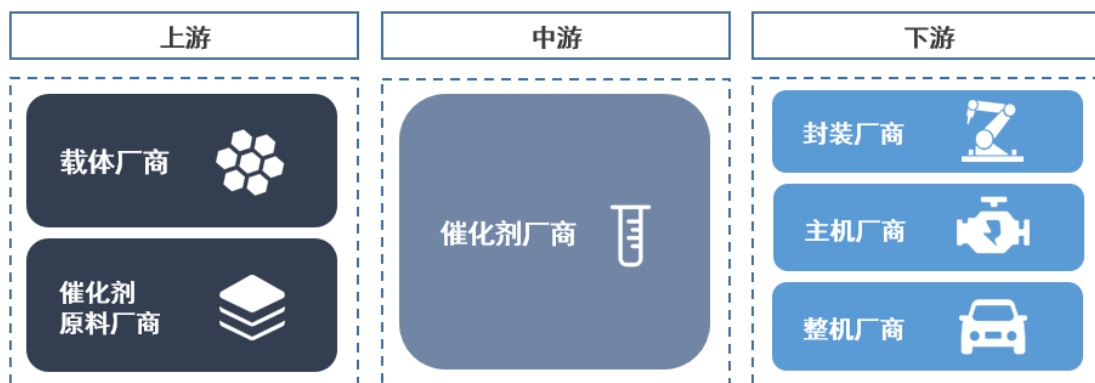 上游
中游
下游
载体厂商
催化剂
原料厂商
催化剂厂商
封装厂商
主机厂商
整机厂商